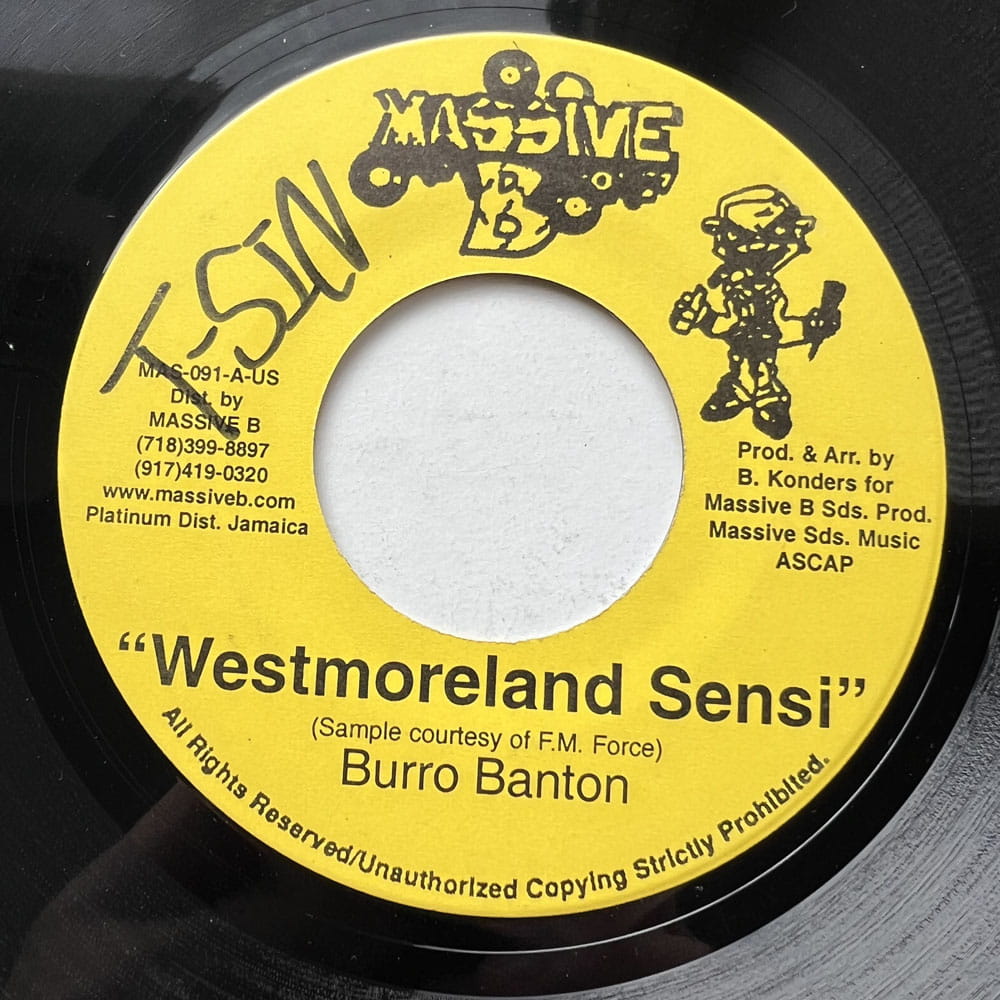 MASSIVE
B
T-SIN
MAS-091-A-US
Dist. by
MASSIVE B
(718)399-8897
(917)419-0320
www.massiveb.com
Platinum Dist. Jamaica
Prod. & Arr. by
B. Konders for
Massive B Sds. Prod.
Massive Sds. Music
ASCAP
“Westmoreland Sensi”
(Sample courtesy of F.M. Force)
Burro Banton
All Rights Reserved/Unauthorized Copying Strictly Prohibited.